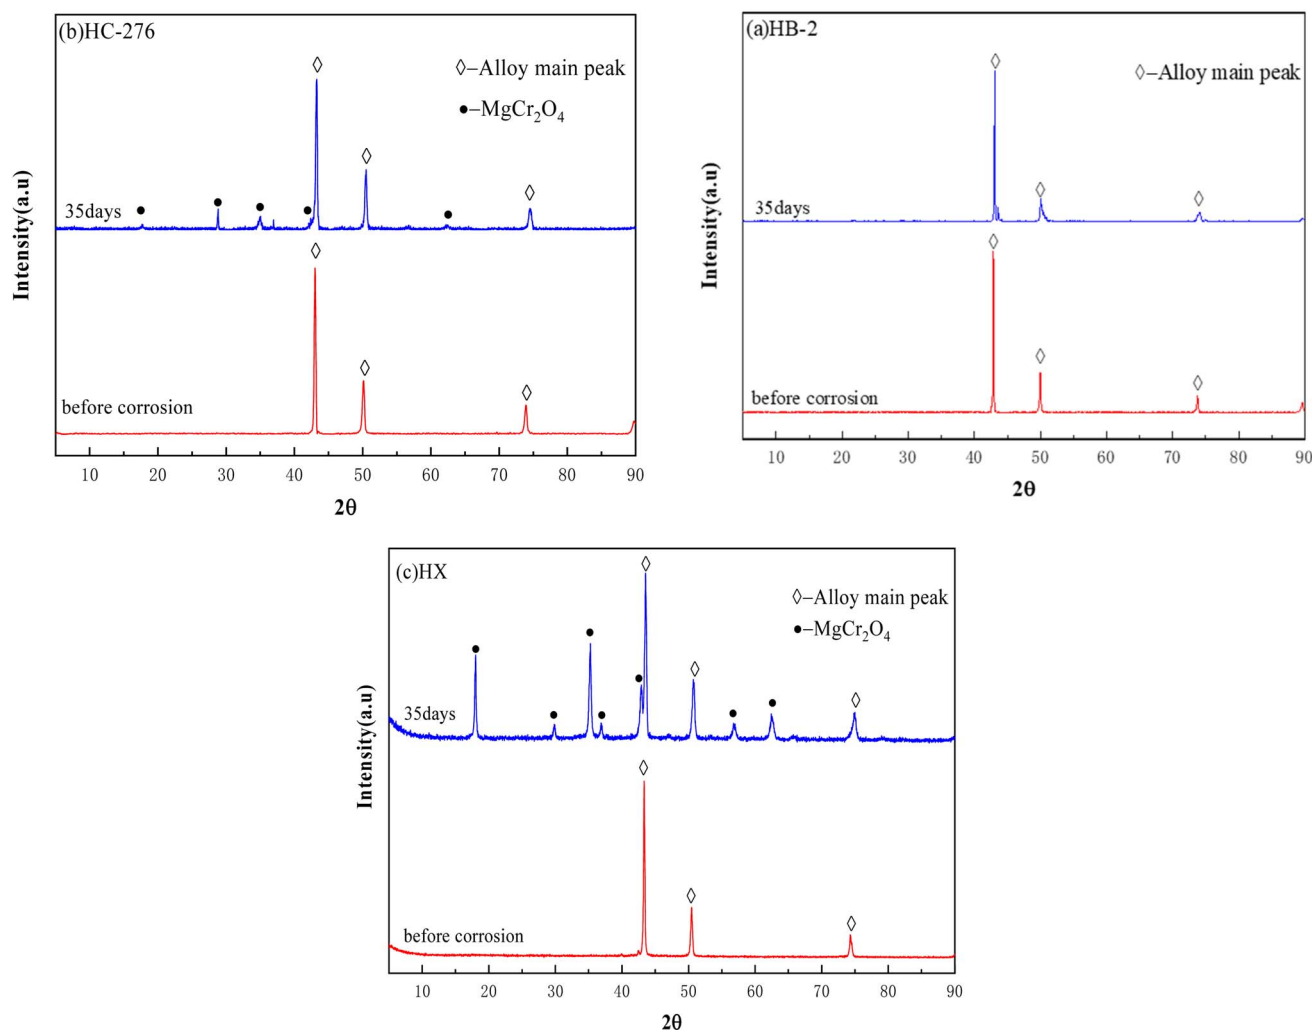 (b)HC-276
◊–Alloy main peak
●–MgCr₂O₄
35days
before corrosion
Intensity(a.u)
10 20 30 40 50 60 70 80 90
2θ
(a)HB-2
◊–Alloy main peak
35days
before corrosion
Intensity(a.u)
10 20 30 40 50 60 70 80 90
2θ
(c)HX
◊–Alloy main peak
●–MgCr₂O₄
35days
before corrosion
Intensity(a.u)
10 20 30 40 50 60 70 80 90
2θ